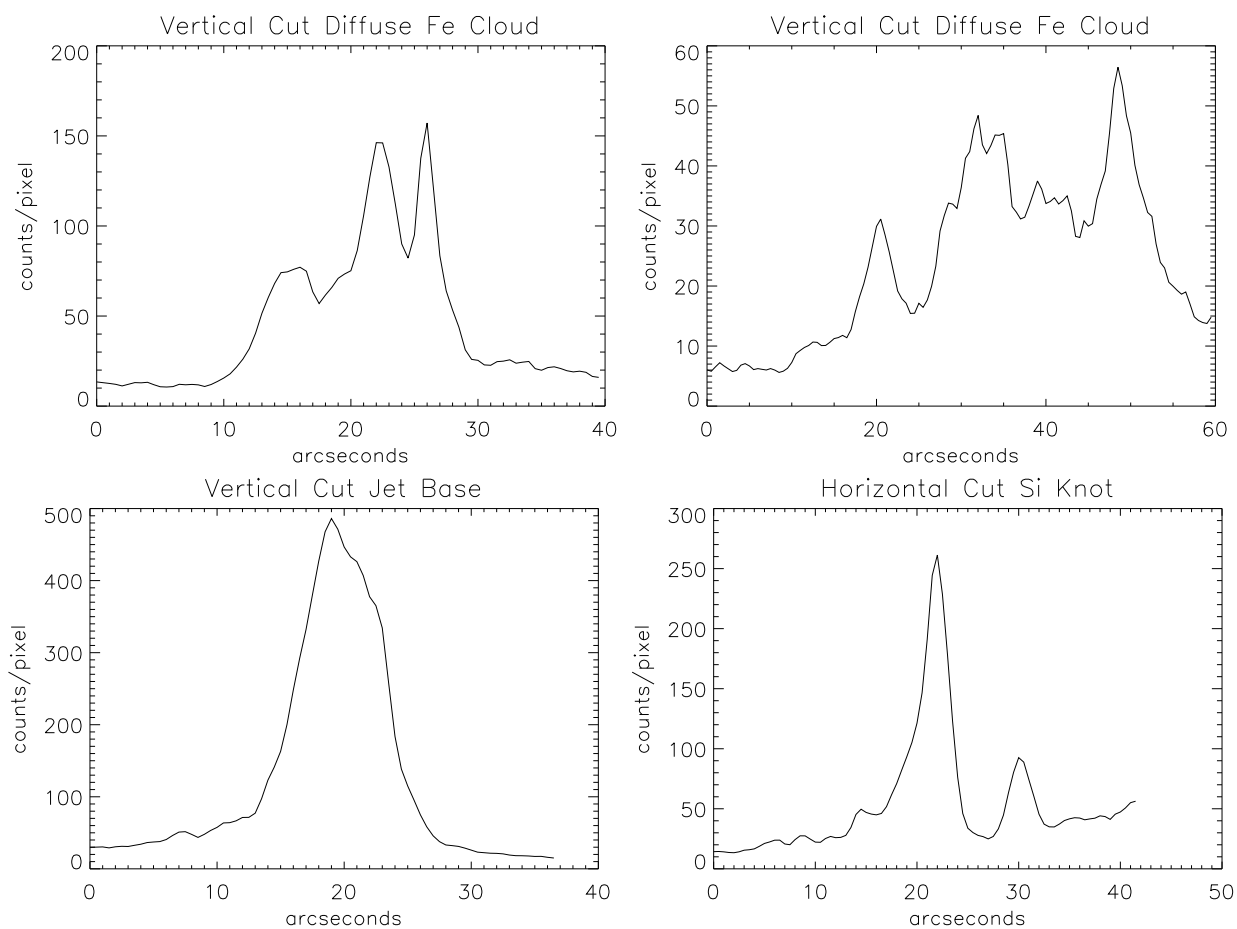 Vertical Cut Diffuse Fe Cloud
200
150
100
50
0
counts/pixel
0 10 20 30 40
arcseconds
Vertical Cut Diffuse Fe Cloud
60
50
40
30
20
10
0
counts/pixel
0 20 40 60
arcseconds
Vertical Cut Jet Base
500
400
300
200
100
0
counts/pixel
0 10 20 30 40
arcseconds
Horizontal Cut Si Knot
300
250
200
150
100
50
0
counts/pixel
0 10 20 30 40 50
arcseconds